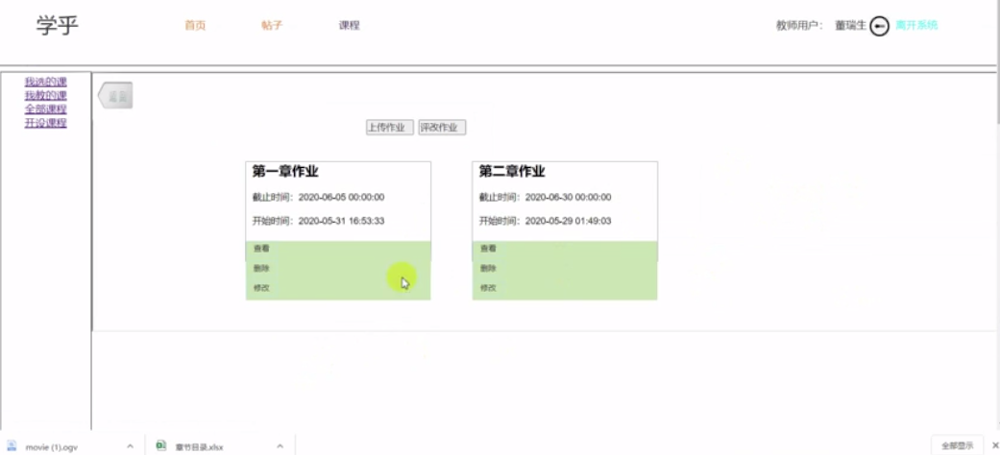 学乎
首页 帖子 课程
教师用户： 董瑞生 离开系统
我选的课
我教的课
全部课程
开设课程
上传作业 评改作业
第一章作业
截止时间：2020-06-05 00:00:00
开始时间：2020-05-31 16:53:33
查看
删除
修改
第二章作业
截止时间：2020-06-30 00:00:00
开始时间：2020-05-29 01:49:03
查看
删除
修改
movie (1).ogv
章节目录.xlsx
全部显示